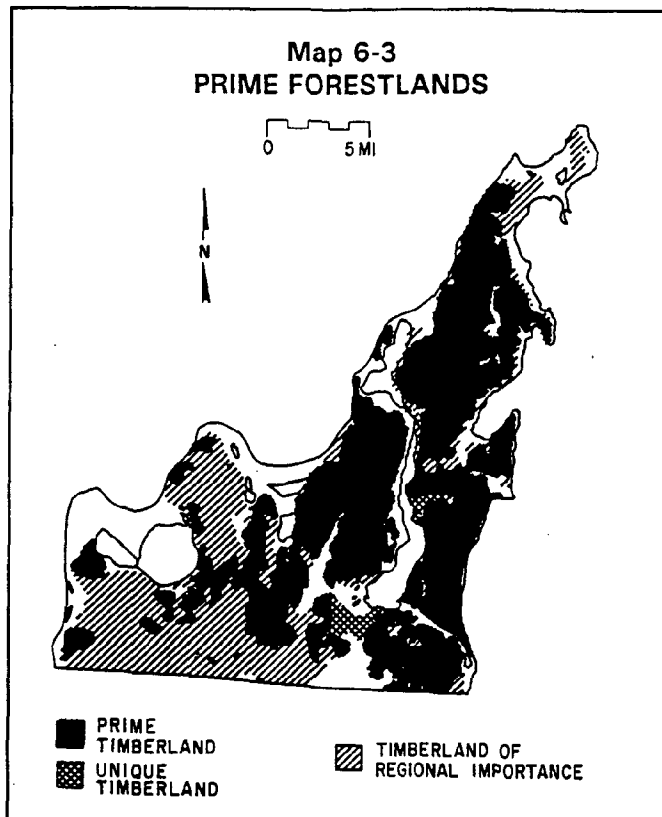 Map 6-3
PRIME FORESTLANDS
0 5 MI
N
PRIME
TIMBERLAND
UNIQUE
TIMBERLAND
TIMBERLAND OF
REGIONAL IMPORTANCE